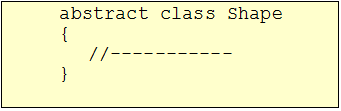 abstract class Shape
{
//-----------
}